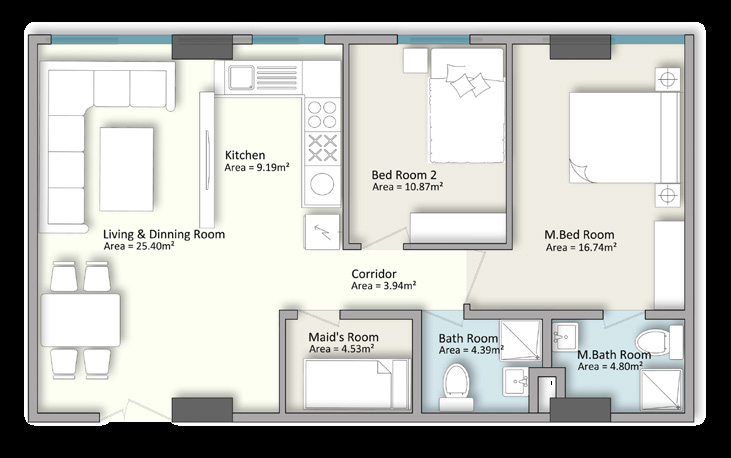 Kitchen
Area = 9.19m²
Bed Room 2
Area = 10.87m²
Living & Dinning Room
Area = 25.40m²
M.Bed Room
Area = 16.74m²
Corridor
Area = 3.94m²
Maid's Room
Area = 4.53m²
Bath Room
Area = 4.39m²
M.Bath Room
Area = 4.80m²